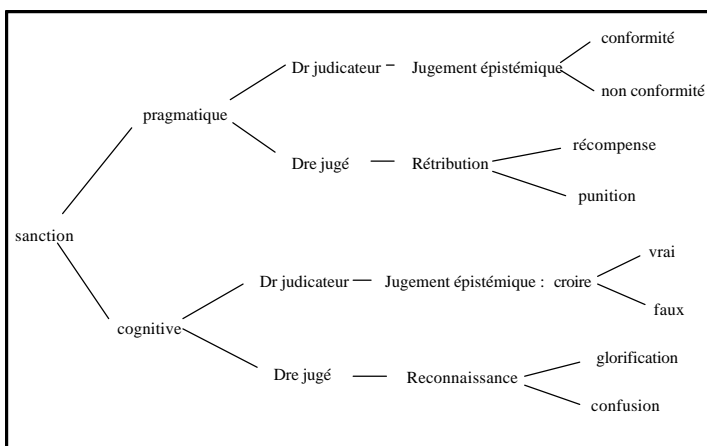 conformité
Dr judicateur – Jugement épistémique
non conformité
pragmatique
récompense
Dre jugé — Rétribution
punition
sanction
vrai
Dr judicateur — Jugement épistémique : croire
faux
cognitive
glorification
Dre jugé — Reconnaissance
confusion